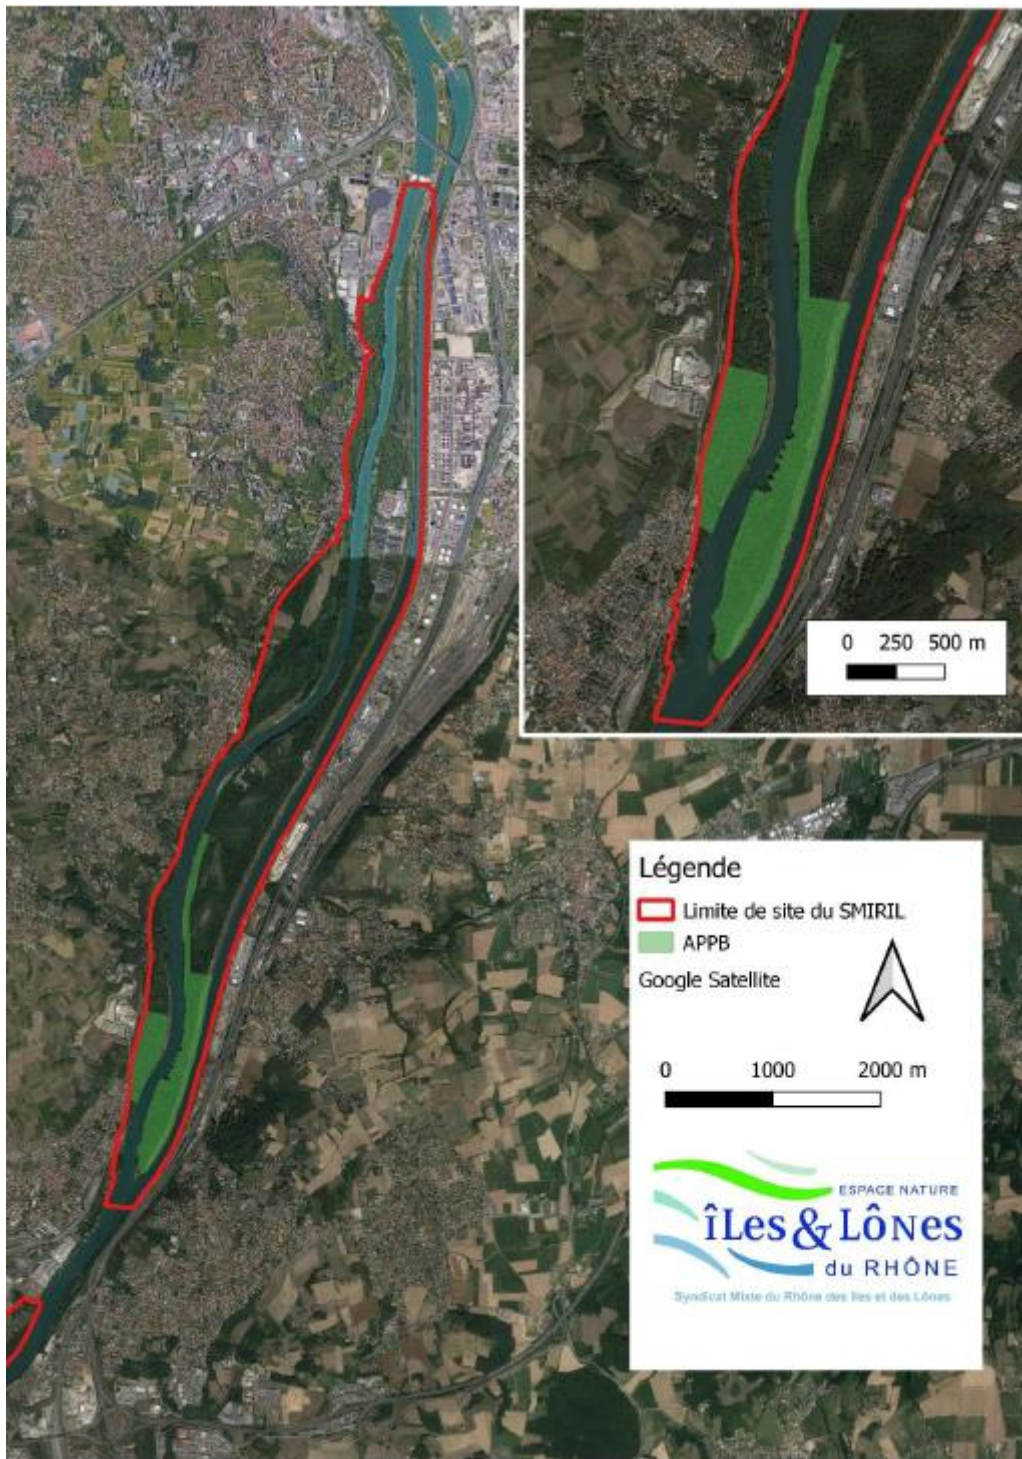 0 250 500 m
Légende
Limite de site du SMIRIL
APPB
Google Satellite
0 1000 2000 m
ESPACE NATURE
îLes & LôNes
du RHÔNE
Syndicat Mixte du Rhône des Iles et des Lônes